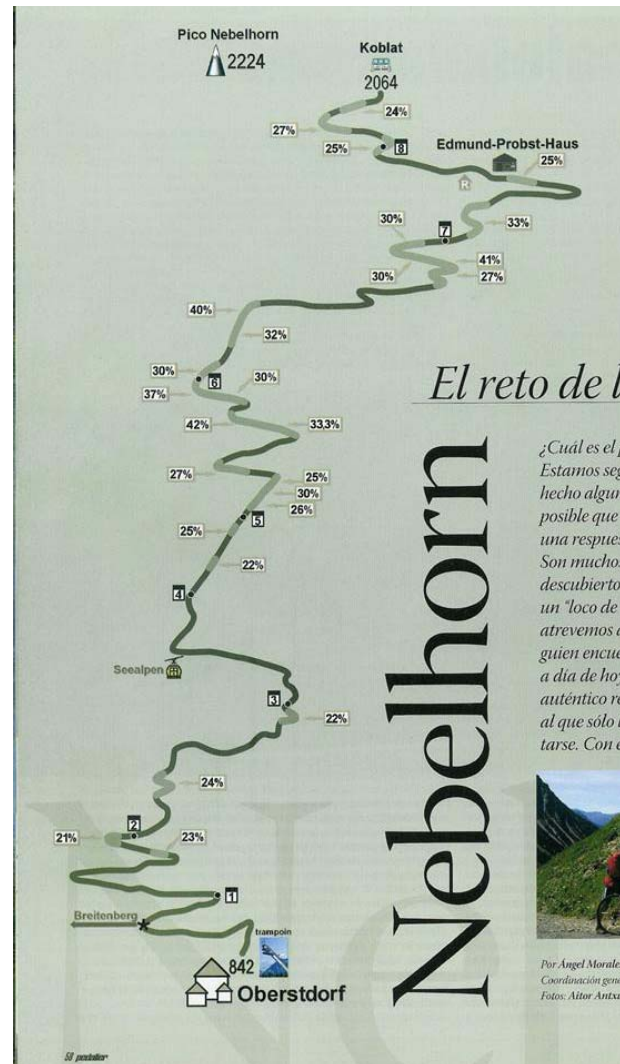 Pico Nebelhorn
2224
Koblat
2064
24%
27%
25%
8
Edmund-Probst-Haus
25%
R
33%
30%
7
41%
30%
27%
40%
32%
30%
6
30%
37%
42%
33,3%
27%
25%
30%
26%
5
25%
22%
4
Seealpen
3
22%
24%
2
21%
23%
1
Breitenberg
trampoin
842
Oberstdorf
El reto de l
Nebelhorn
¿Cuál es el
Estamos seg
hecho algun
posible que
una respues
Son muchos
descubierto
un "loco de
atrevemos a
guien encue
a día de hoy
auténtico re
al que sólo
tarse. Con e
Por Ángel Morale
Coordinación gene
Fotos: Aitor Antxu
Nel
58 pedalier